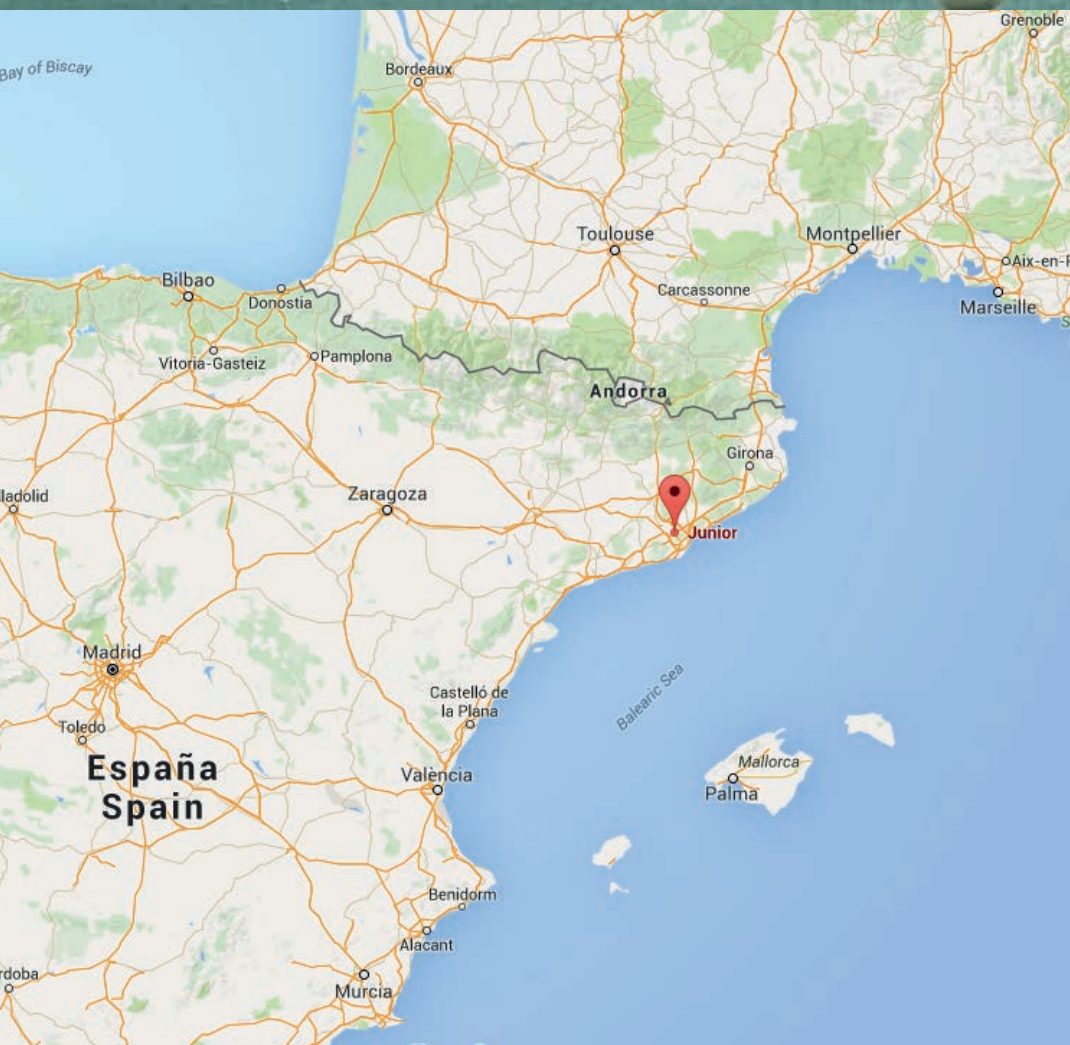 Grenoble
Bay of Biscay
Bordeaux
Toulouse
Montpellier
Aix-en-
Carcassonne
Marseille
Bilbao
Donostia
Vitoria-Gasteiz
Pamplona
Andorra
Girona
lladolid
Zaragoza
Junior
Madrid
Balearic Sea
Castelló de
la Plana
Toledo
España
Spain
València
Mallorca
Palma
Benidorm
Alacant
rdoba
Murcia